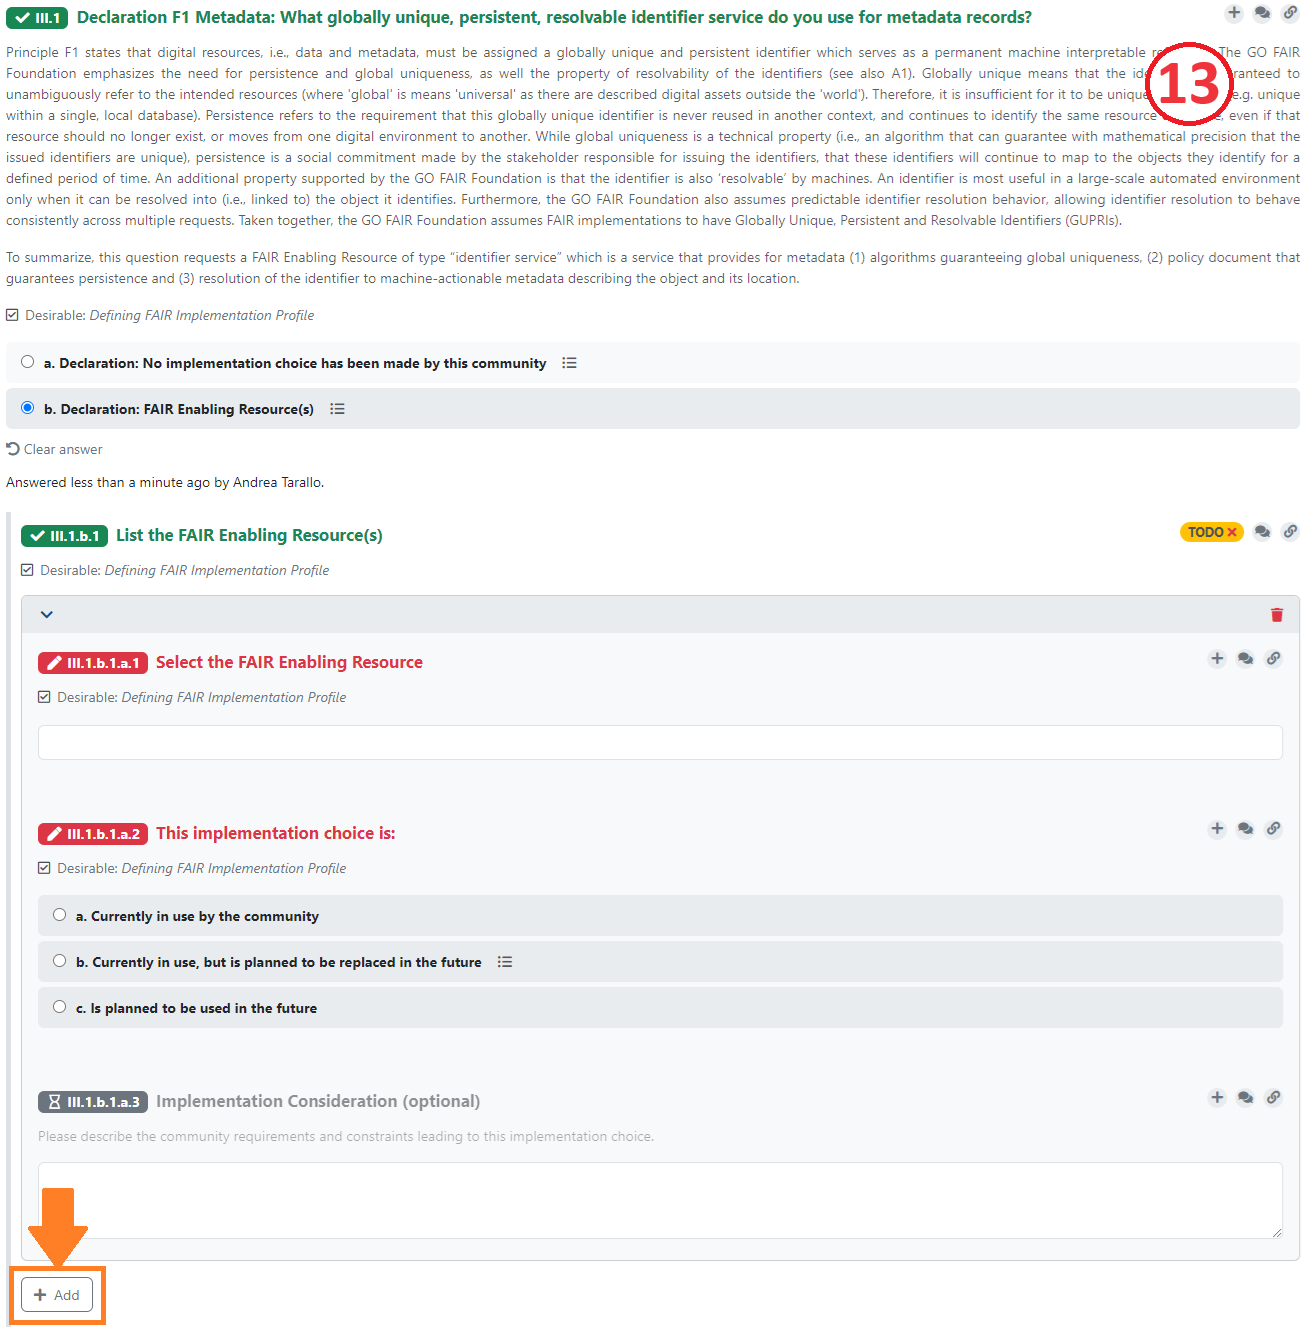 III.1 Declaration F1 Metadata: What globally unique, persistent, resolvable identifier service do you use for metadata records?
Principle F1 states that digital resources, i.e., data and metadata, must be assigned a globally unique and persistent identifier which serves as a permanent machine interpretable The GO FAIR
Foundation emphasizes the need for persistence and global uniqueness, as well the property of resolvability of the identifiers (see also A1). Globally unique means that the to
unambiguously refer to the intended resources (where 'global' is means 'universal' as there are described digital assets outside the 'world'). Therefore, it is insufficient for it to be e.g. unique
within a single, local database). Persistence refers to the requirement that this globally unique identifier is never reused in another context, and continues to identify the same resource even if that
resource should no longer exist, or moves from one digital environment to another. While global uniqueness is a technical property (i.e., an algorithm that can guarantee with mathematical precision that the
issued identifiers are unique), persistence is a social commitment made by the stakeholder responsible for issuing the identifiers, that these identifiers will continue to map to the objects they identify for a
defined period of time. An additional property supported by the GO FAIR Foundation is that the identifier is also ‘resolvable’ by machines. An identifier is most useful in a large-scale automated environment
only when it can be resolved into (i.e., linked to) the object it identifies. Furthermore, the GO FAIR Foundation also assumes predictable identifier resolution behavior, allowing identifier resolution to behave
consistently across multiple requests. Taken together, the GO FAIR Foundation assumes FAIR implementations to have Globally Unique, Persistent and Resolvable Identifiers (GUPRIs).
13
To summarize, this question requests a FAIR Enabling Resource of type “identifier service” which is a service that provides for metadata (1) algorithms guaranteeing global uniqueness, (2) policy document that
guarantees persistence and (3) resolution of the identifier to machine-actionable metadata describing the object and its location.
Desirable: Defining FAIR Implementation Profile
a. Declaration: No implementation choice has been made by this community
b. Declaration: FAIR Enabling Resource(s)
Clear answer
Answered less than a minute ago by Andrea Tarallo.
III.1.b.1 List the FAIR Enabling Resource(s) TODO
Desirable: Defining FAIR Implementation Profile
III.1.b.1.a.1 Select the FAIR Enabling Resource
Desirable: Defining FAIR Implementation Profile
III.1.b.1.a.2 This implementation choice is:
Desirable: Defining FAIR Implementation Profile
a. Currently in use by the community
b. Currently in use, but is planned to be replaced in the future
c. Is planned to be used in the future
III.1.b.1.a.3 Implementation Consideration (optional)
Please describe the community requirements and constraints leading to this implementation choice.
Add